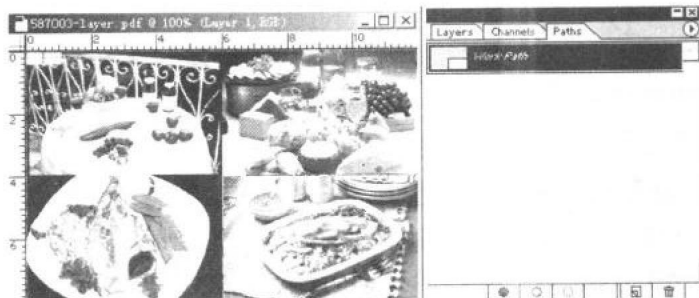 587003-layer.pdf @ 100% (Layer 1,RGB)
0 2 4 6 8 10
0
2
4
6
Layers Channels Paths
Work Path